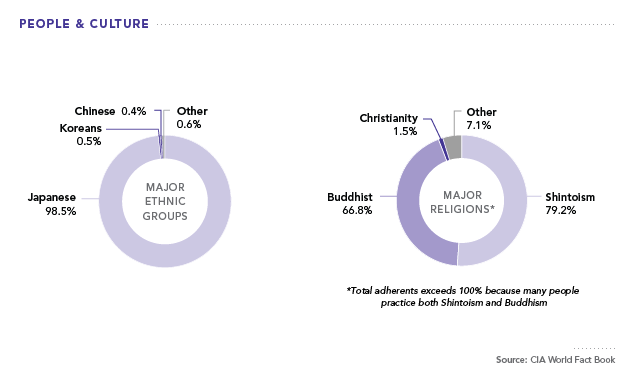 PEOPLE & CULTURE
Chinese 0.4%
Other
0.6%
Koreans
0.5%
Japanese
98.5%
MAJOR
ETHNIC
GROUPS
Christianity
1.5%
Other
7.1%
Buddhist
66.8%
MAJOR
RELIGIONS*
Shintoism
79.2%
*Total adherents exceeds 100% because many people
practice both Shintoism and Buddhism
Source: CIA World Fact Book